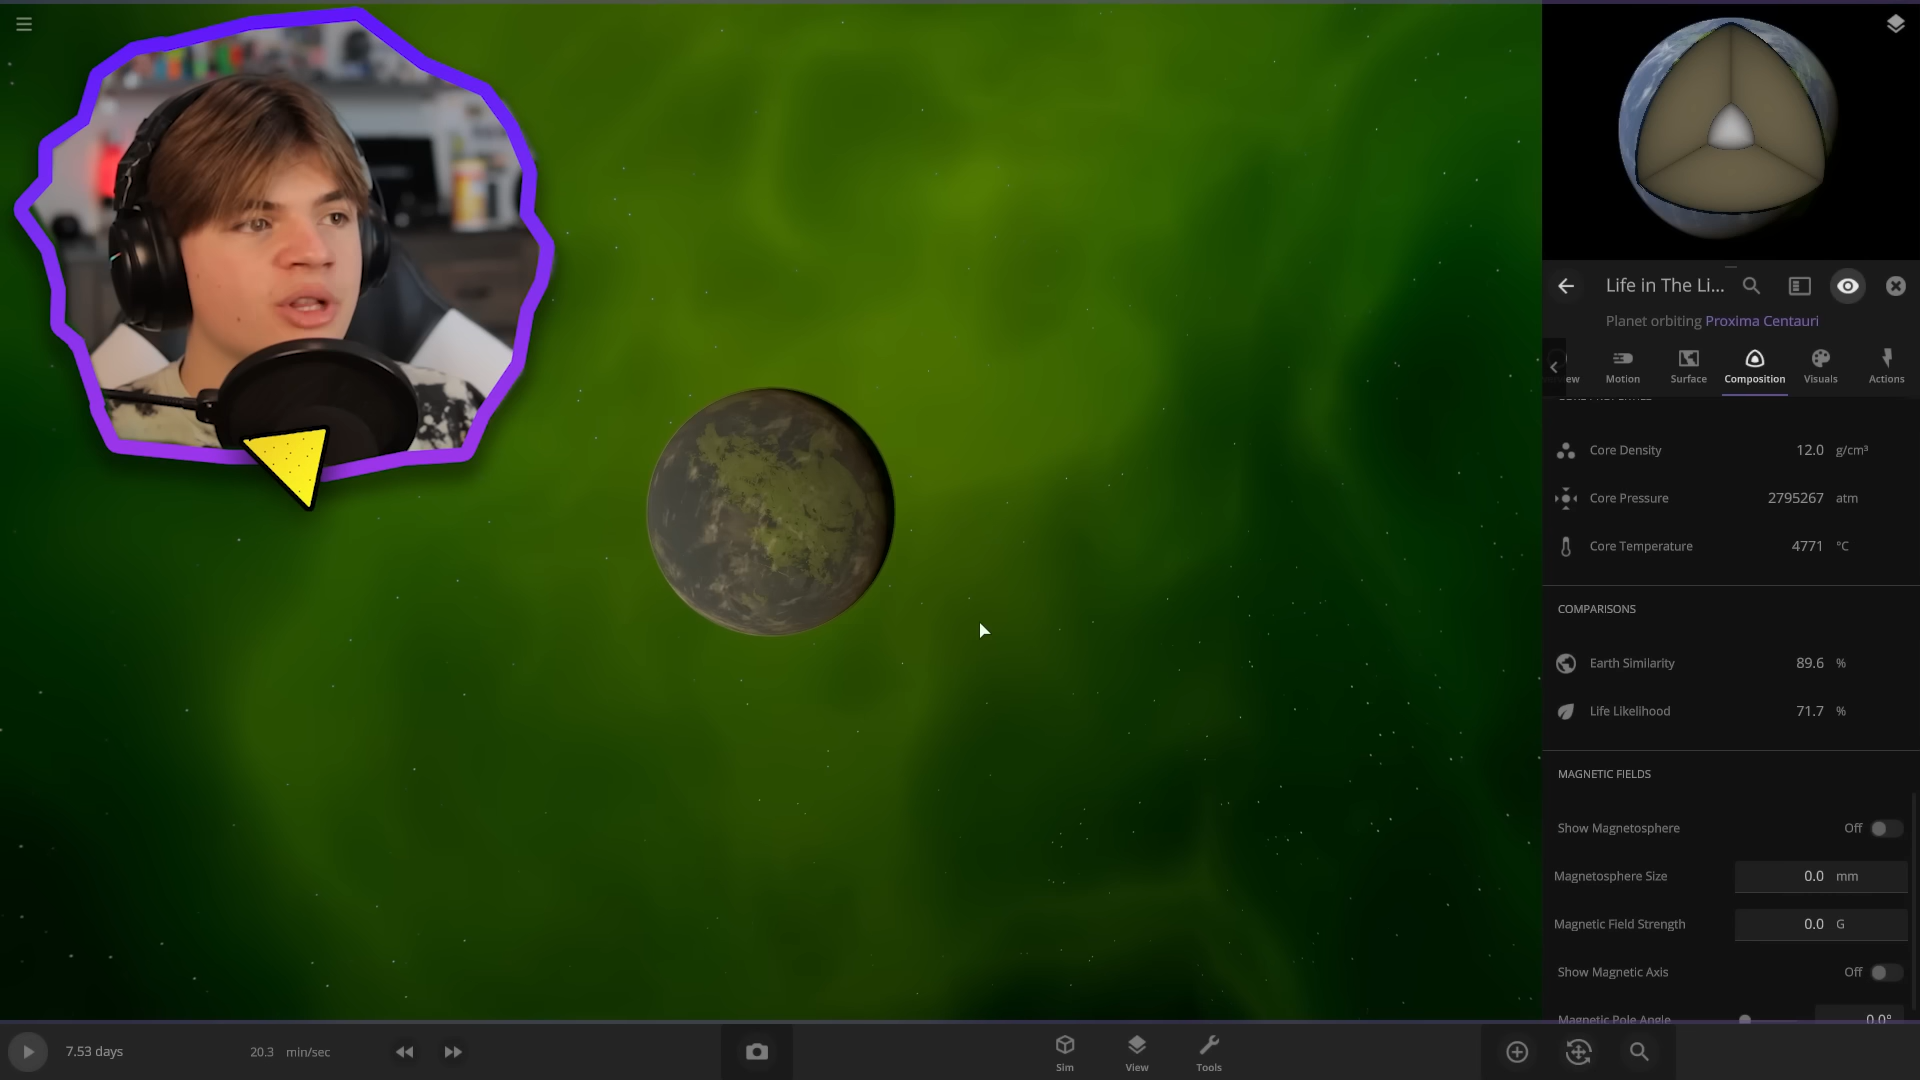 Life in The Li...
Planet orbiting Proxima Centauri
Motion
Surface
Composition
Visuals
Actions
Core Density 12.0 g/cm³
Core Pressure 2795267 atm
Core Temperature 4771 °C
COMPARISONS
Earth Similarity 89.6 %
Life Likelihood 71.7 %
MAGNETIC FIELDS
Show Magnetosphere Off
Magnetosphere Size 0.0 mm
Magnetic Field Strength 0.0 G
Show Magnetic Axis Off
Magnetic Pole Angle 0.0°
7.53 days
20.3 min/sec
Sim
View
Tools